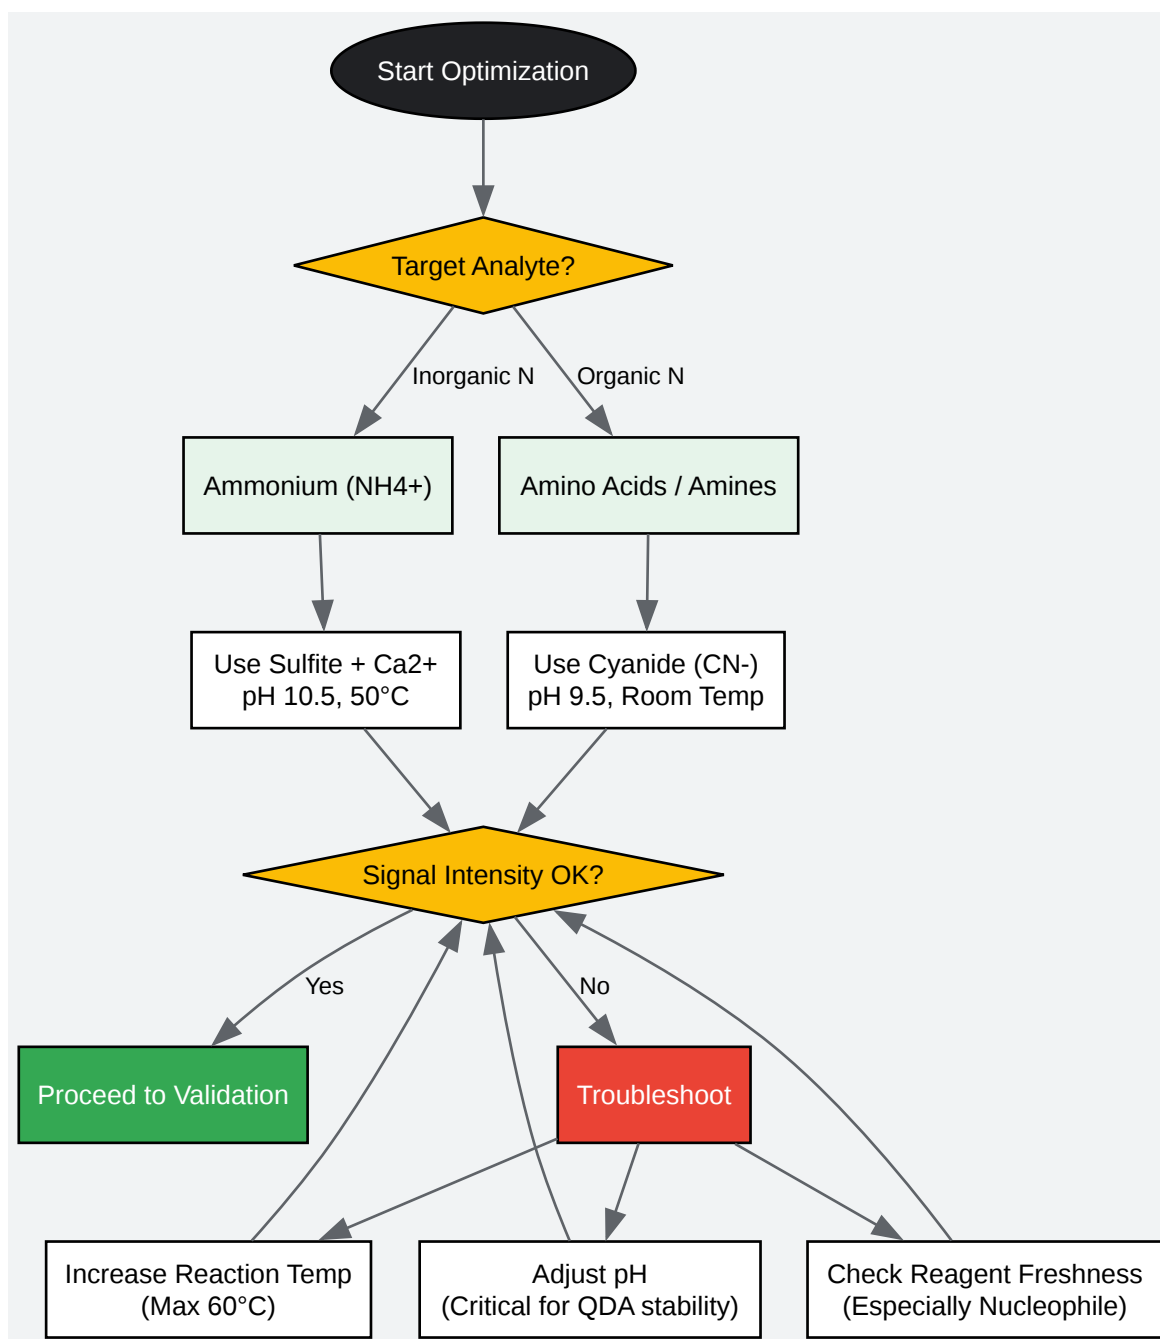 Start Optimization
Target Analyte?
Inorganic N
Organic N
Ammonium (NH4+)
Amino Acids / Amines
Use Sulfite + Ca2+
pH 10.5, 50°C
Use Cyanide (CN-)
pH 9.5, Room Temp
Signal Intensity OK?
Yes
No
Proceed to Validation
Troubleshoot
Increase Reaction Temp
(Max 60°C)
Adjust pH
(Critical for QDA stability)
Check Reagent Freshness
(Especially Nucleophile)